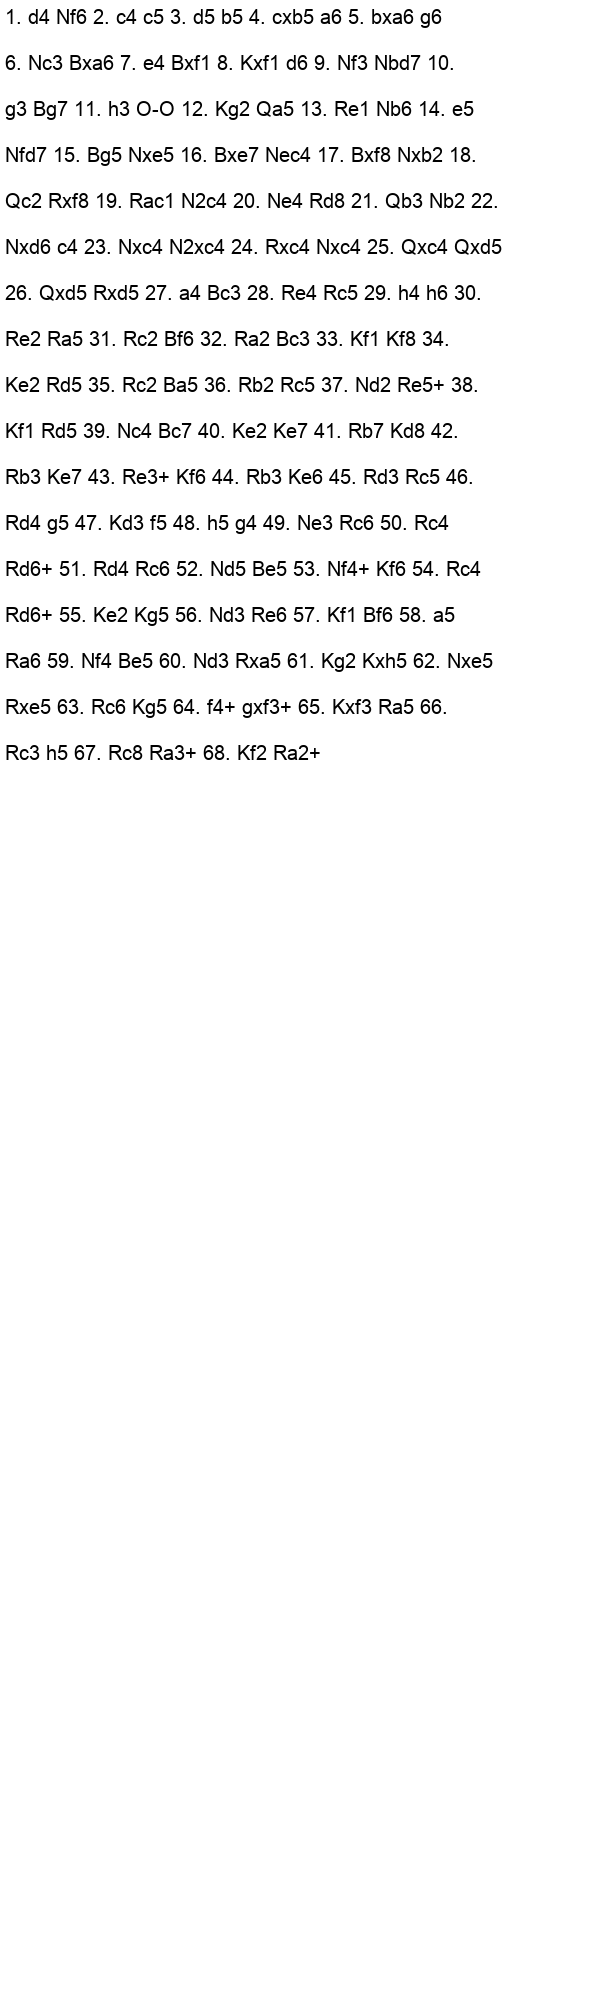 1. d4 Nf6 2. c4 c5 3. d5 b5 4. cxb5 a6 5. bxa6 g6
6. Nc3 Bxa6 7. e4 Bxf1 8. Kxf1 d6 9. Nf3 Nbd7 10.
g3 Bg7 11. h3 O-O 12. Kg2 Qa5 13. Re1 Nb6 14. e5
Nfd7 15. Bg5 Nxe5 16. Bxe7 Nec4 17. Bxf8 Nxb2 18.
Qc2 Rxf8 19. Rac1 N2c4 20. Ne4 Rd8 21. Qb3 Nb2 22.
Nxd6 c4 23. Nxc4 N2xc4 24. Rxc4 Nxc4 25. Qxc4 Qxd5
26. Qxd5 Rxd5 27. a4 Bc3 28. Re4 Rc5 29. h4 h6 30.
Re2 Ra5 31. Rc2 Bf6 32. Ra2 Bc3 33. Kf1 Kf8 34.
Ke2 Rd5 35. Rc2 Ba5 36. Rb2 Rc5 37. Nd2 Re5+ 38.
Kf1 Rd5 39. Nc4 Bc7 40. Ke2 Ke7 41. Rb7 Kd8 42.
Rb3 Ke7 43. Re3+ Kf6 44. Rb3 Ke6 45. Rd3 Rc5 46.
Rd4 g5 47. Kd3 f5 48. h5 g4 49. Ne3 Rc6 50. Rc4
Rd6+ 51. Rd4 Rc6 52. Nd5 Be5 53. Nf4+ Kf6 54. Rc4
Rd6+ 55. Ke2 Kg5 56. Nd3 Re6 57. Kf1 Bf6 58. a5
Ra6 59. Nf4 Be5 60. Nd3 Rxa5 61. Kg2 Kxh5 62. Nxe5
Rxe5 63. Rc6 Kg5 64. f4+ gxf3+ 65. Kxf3 Ra5 66.
Rc3 h5 67. Rc8 Ra3+ 68. Kf2 Ra2+